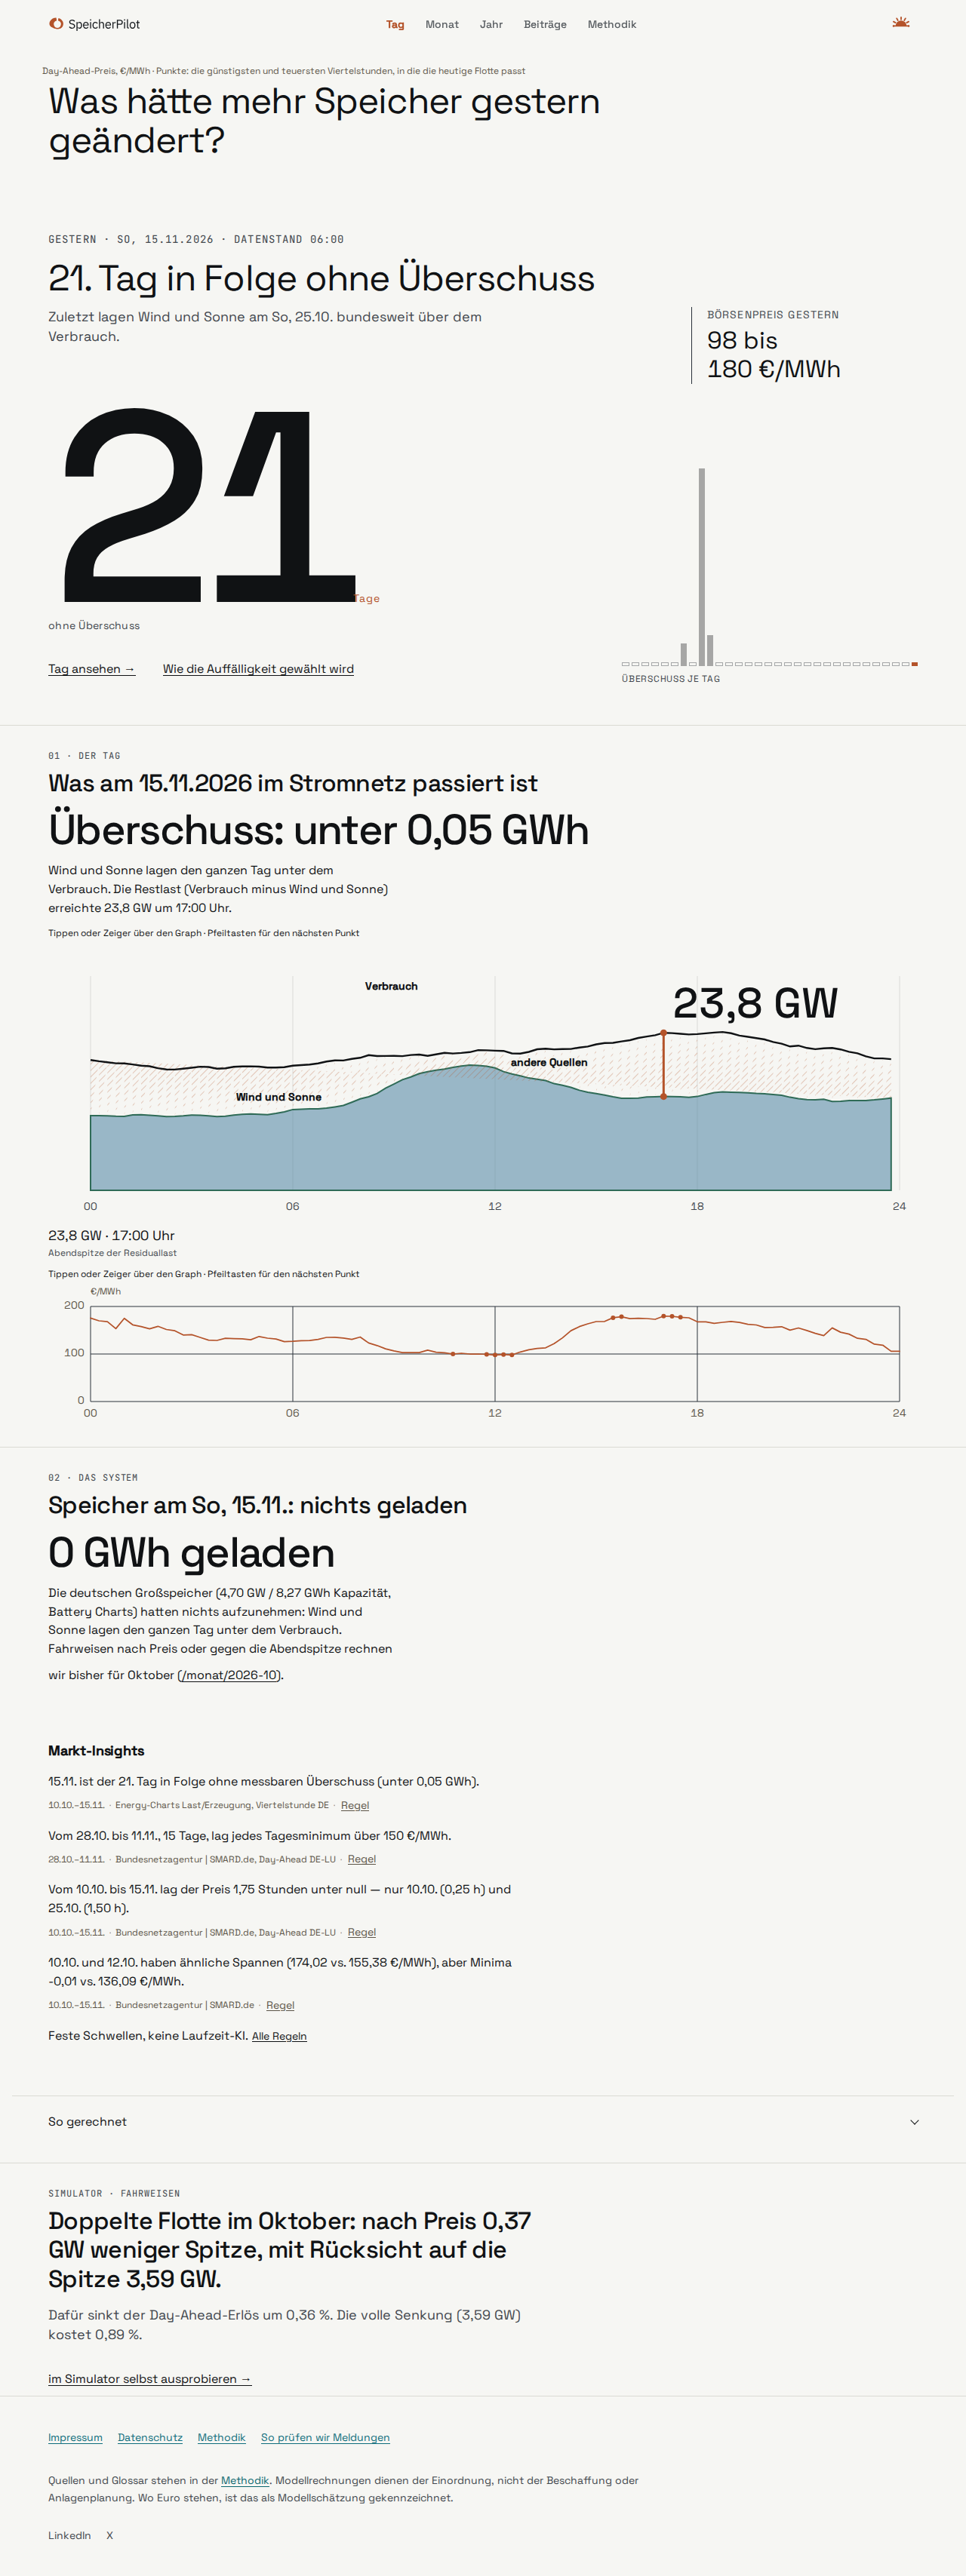 SpeicherPilot
Tag Monat Jahr Beiträge Methodik
Day-Ahead-Preis, €/MWh · Punkte: die günstigsten und teuersten Viertelstunden, in die die heutige Flotte passt
Was hätte mehr Speicher gestern
geändert?
GESTERN · SO, 15.11.2026 · DATENSTAND 06:00
21. Tag in Folge ohne Überschuss
Zuletzt lagen Wind und Sonne am So, 25.10. bundesweit über dem
Verbrauch.
BÖRSENPREIS GESTERN
98 bis
180 €/MWh
21
Tage
ohne Überschuss
Tag ansehen → Wie die Auffälligkeit gewählt wird
ÜBERSCHUSS JE TAG
01 · DER TAG
Was am 15.11.2026 im Stromnetz passiert ist
Überschuss: unter 0,05 GWh
Wind und Sonne lagen den ganzen Tag unter dem
Verbrauch. Die Restlast (Verbrauch minus Wind und Sonne)
erreichte 23,8 GW um 17:00 Uhr.
Tippen oder Zeiger über den Graph · Pfeiltasten für den nächsten Punkt
Verbrauch
23,8 GW
andere Quellen
Wind und Sonne
00 06 12 18 24
23,8 GW · 17:00 Uhr
Abendspitze der Residuallast
Tippen oder Zeiger über den Graph · Pfeiltasten für den nächsten Punkt
€/MWh
200
100
0
00 06 12 18 24
02 · DAS SYSTEM
Speicher am So, 15.11.: nichts geladen
0 GWh geladen
Die deutschen Großspeicher (4,70 GW / 8,27 GWh Kapazität,
Battery Charts) hatten nichts aufzunehmen: Wind und
Sonne lagen den ganzen Tag unter dem Verbrauch.
Fahrweisen nach Preis oder gegen die Abendspitze rechnen
wir bisher für Oktober (/monat/2026-10).
Markt-Insights
15.11. ist der 21. Tag in Folge ohne messbaren Überschuss (unter 0,05 GWh).
10.10.–15.11. · Energy-Charts Last/Erzeugung, Viertelstunde DE · Regel
Vom 28.10. bis 11.11., 15 Tage, lag jedes Tagesminimum über 150 €/MWh.
28.10.–11.11. · Bundesnetzagentur | SMARD.de, Day-Ahead DE-LU · Regel
Vom 10.10. bis 15.11. lag der Preis 1,75 Stunden unter null — nur 10.10. (0,25 h) und
25.10. (1,50 h).
10.10.–15.11. · Bundesnetzagentur | SMARD.de, Day-Ahead DE-LU · Regel
10.10. und 12.10. haben ähnliche Spannen (174,02 vs. 155,38 €/MWh), aber Minima
-0,01 vs. 136,09 €/MWh.
10.10.–15.11. · Bundesnetzagentur | SMARD.de · Regel
Feste Schwellen, keine Laufzeit-KI. Alle Regeln
So gerechnet
SIMULATOR · FAHRWEISEN
Doppelte Flotte im Oktober: nach Preis 0,37
GW weniger Spitze, mit Rücksicht auf die
Spitze 3,59 GW.
Dafür sinkt der Day-Ahead-Erlös um 0,36 %. Die volle Senkung (3,59 GW)
kostet 0,89 %.
im Simulator selbst ausprobieren →
Impressum Datenschutz Methodik So prüfen wir Meldungen
Quellen und Glossar stehen in der Methodik. Modellrechnungen dienen der Einordnung, nicht der Beschaffung oder
Anlagenplanung. Wo Euro stehen, ist das als Modellschätzung gekennzeichnet.
LinkedIn X